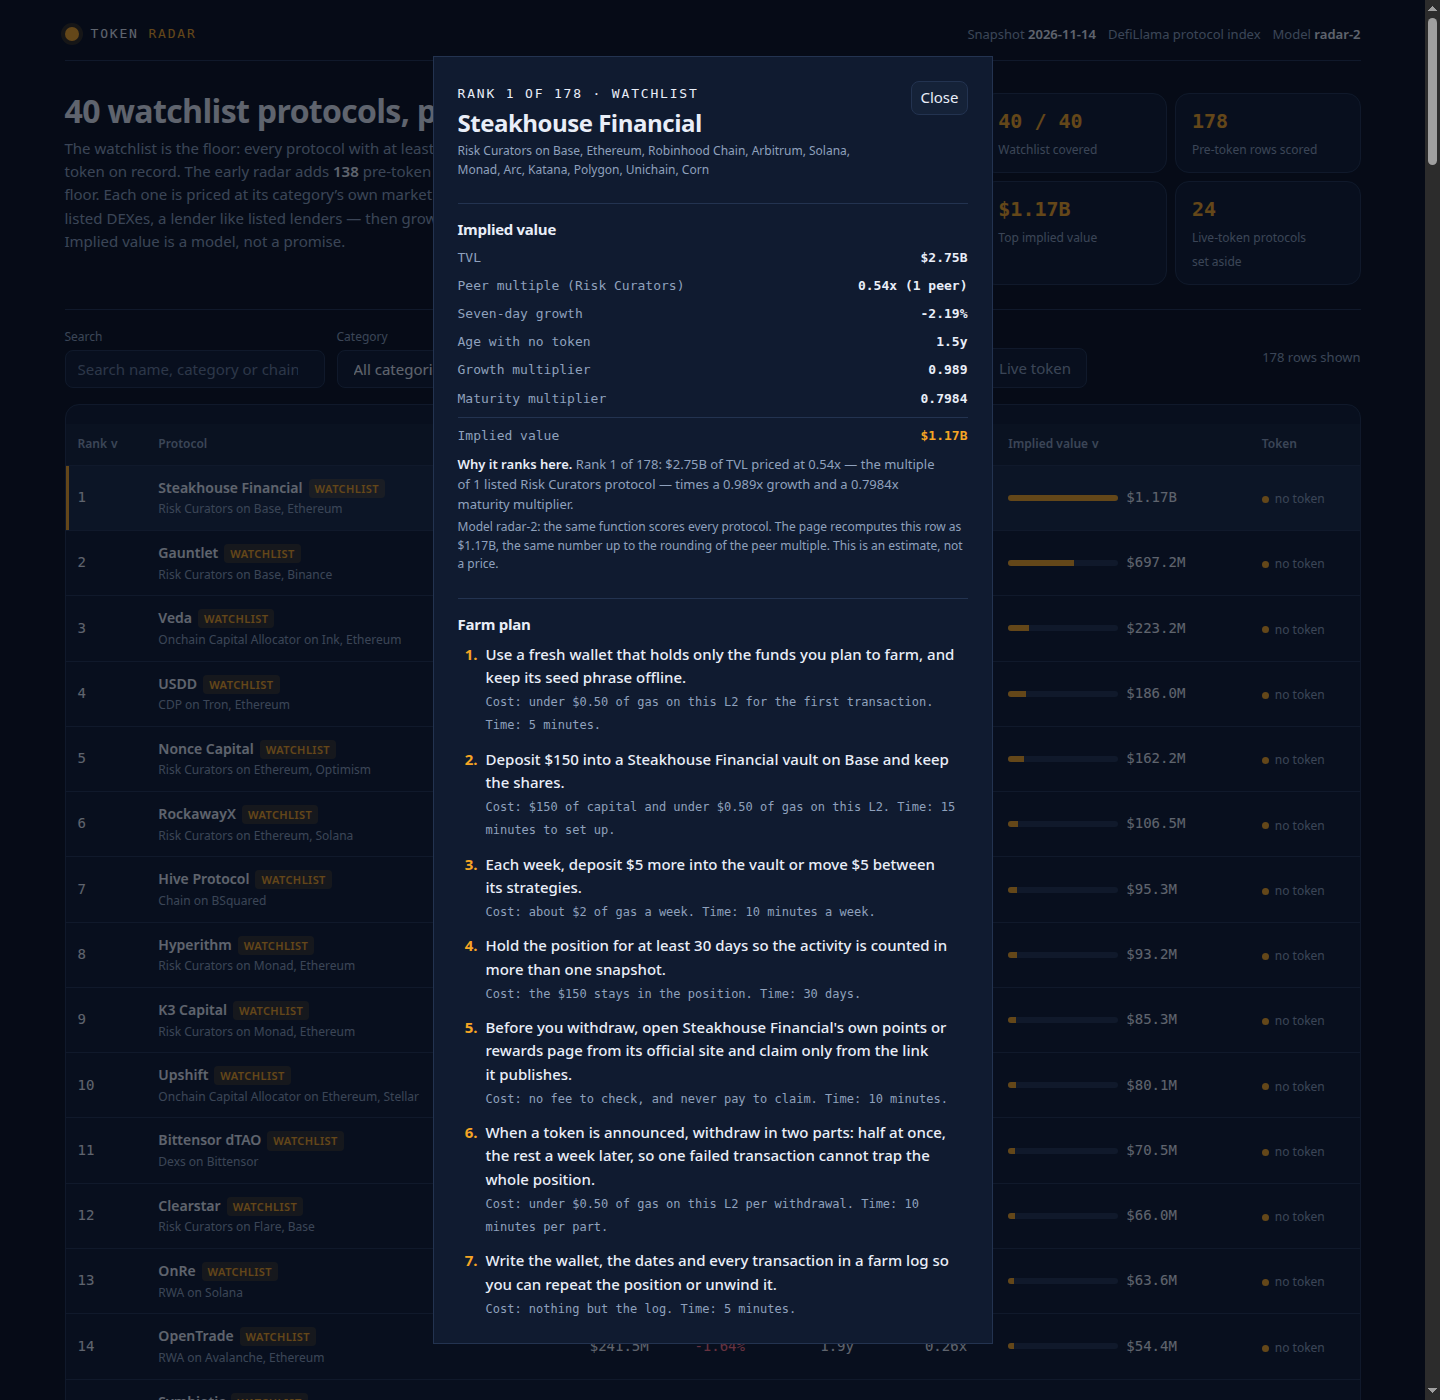 TOKEN RADAR
Snapshot 2026-11-14 DefiLlama protocol index Model radar-2
40 watchlist protocols, p
The watchlist is the floor: every protocol with at least
token on record. The early radar adds 138 pre-token
floor. Each one is priced at its category's own market
listed DEXes, a lender like listed lenders — then grow
Implied value is a model, not a promise.
40 / 40
Watchlist covered
178
Pre-token rows scored
$1.17B
Top implied value
24
Live-token protocols
set aside
Search
Category
Search name, category or chain
All categori
Live token
178 rows shown
Rank v Protocol Implied value v Token
1 Steakhouse Financial WATCHLIST $1.17B no token
Risk Curators on Base, Ethereum
2 Gauntlet WATCHLIST $697.2M no token
Risk Curators on Base, Binance
3 Veda WATCHLIST $223.2M no token
Onchain Capital Allocator on Ink, Ethereum
4 USDD WATCHLIST $186.0M no token
CDP on Tron, Ethereum
5 Nonce Capital WATCHLIST $162.2M no token
Risk Curators on Ethereum, Optimism
6 RockawayX WATCHLIST $106.5M no token
Risk Curators on Ethereum, Solana
7 Hive Protocol WATCHLIST $95.3M no token
Chain on BSquared
8 Hyperithm WATCHLIST $93.2M no token
Risk Curators on Monad, Ethereum
9 K3 Capital WATCHLIST $85.3M no token
Risk Curators on Monad, Ethereum
10 Upshift WATCHLIST $80.1M no token
Onchain Capital Allocator on Ethereum, Stellar
11 Bittensor dTAO WATCHLIST $70.5M no token
Dexs on Bittensor
12 Clearstar WATCHLIST $66.0M no token
Risk Curators on Flare, Base
13 OnRe WATCHLIST $63.6M no token
RWA on Solana
14 OpenTrade WATCHLIST $241.5M -1.64% 1.9y 0.26x $54.4M no token
RWA on Avalanche, Ethereum
Symbiotic WATCHLIST
RANK 1 OF 178 · WATCHLIST
Close
Steakhouse Financial
Risk Curators on Base, Ethereum, Robinhood Chain, Arbitrum, Solana,
Monad, Arc, Katana, Polygon, Unichain, Corn
Implied value
TVL $2.75B
Peer multiple (Risk Curators) 0.54x (1 peer)
Seven-day growth -2.19%
Age with no token 1.5y
Growth multiplier 0.989
Maturity multiplier 0.7984
Implied value $1.17B
Why it ranks here. Rank 1 of 178: $2.75B of TVL priced at 0.54x — the multiple
of 1 listed Risk Curators protocol — times a 0.989x growth and a 0.7984x
maturity multiplier.
Model radar-2: the same function scores every protocol. The page recomputes this row as
$1.17B, the same number up to the rounding of the peer multiple. This is an estimate, not
a price.
Farm plan
1. Use a fresh wallet that holds only the funds you plan to farm, and
keep its seed phrase offline.
Cost: under $0.50 of gas on this L2 for the first transaction.
Time: 5 minutes.
2. Deposit $150 into a Steakhouse Financial vault on Base and keep
the shares.
Cost: $150 of capital and under $0.50 of gas on this L2. Time: 15
minutes to set up.
3. Each week, deposit $5 more into the vault or move $5 between
its strategies.
Cost: about $2 of gas a week. Time: 10 minutes a week.
4. Hold the position for at least 30 days so the activity is counted in
more than one snapshot.
Cost: the $150 stays in the position. Time: 30 days.
5. Before you withdraw, open Steakhouse Financial's own points or
rewards page from its official site and claim only from the link
it publishes.
Cost: no fee to check, and never pay to claim. Time: 10 minutes.
6. When a token is announced, withdraw in two parts: half at once,
the rest a week later, so one failed transaction cannot trap the
whole position.
Cost: under $0.50 of gas on this L2 per withdrawal. Time: 10
minutes per part.
7. Write the wallet, the dates and every transaction in a farm log so
you can repeat the position or unwind it.
Cost: nothing but the log. Time: 5 minutes.